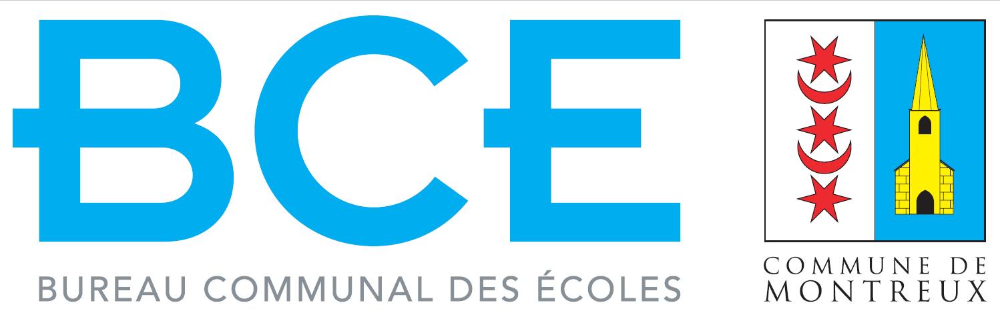 BCE
BUREAU COMMUNAL DES ÉCOLES
COMMUNE DE
MONTREUX